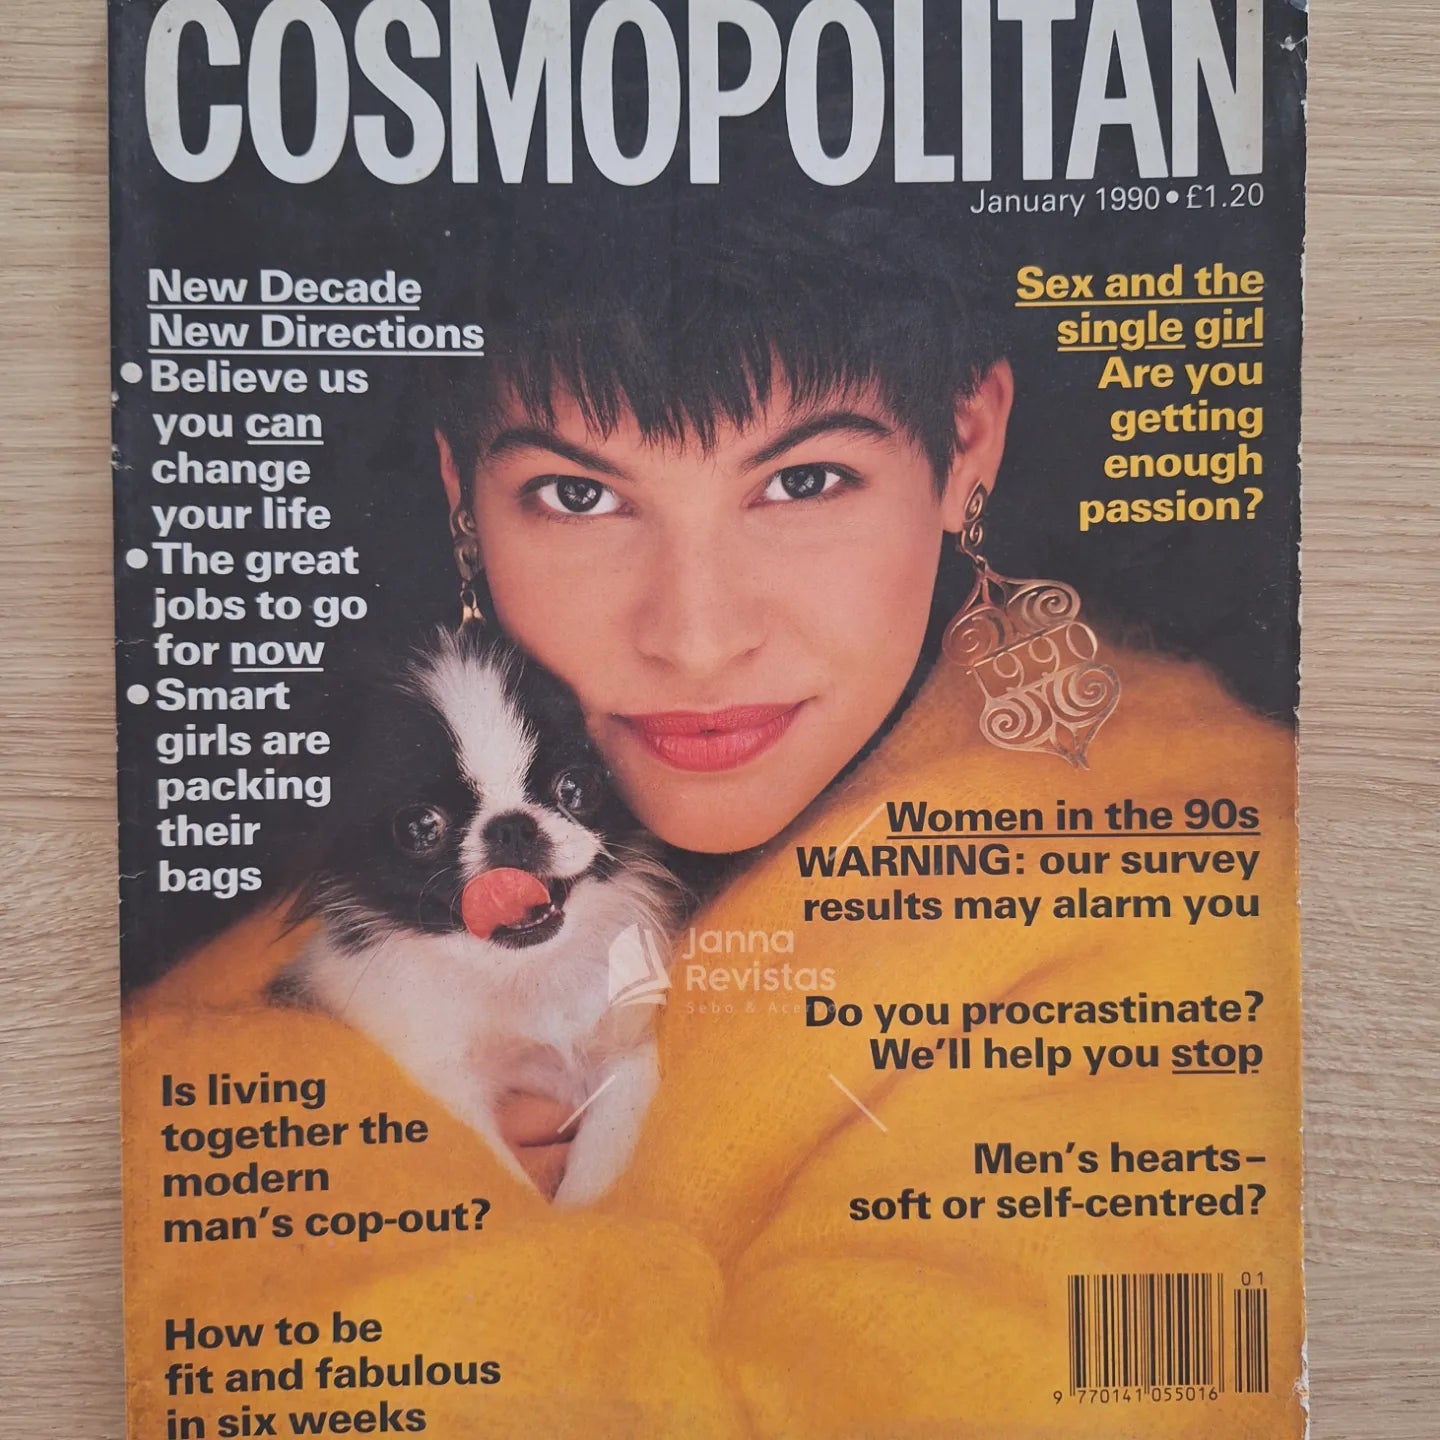 COSMOPOLITAN
January 1990 • £1.20
New Decade
New Directions
• Believe us
you can
change
your life
• The great
jobs to go
for now
• Smart
girls are
packing
their
bags
Sex and the
single girl
Are you
getting
enough
passion?
1990
Women in the 90s
WARNING: our survey
results may alarm you
Janna
Revistas
Sebo & Acervo
Do you procrastinate?
We'll help you stop
Men's hearts–
soft or self-centred?
Is living
together the
modern
man's cop-out?
How to be
fit and fabulous
in six weeks
01
9 770141 055016